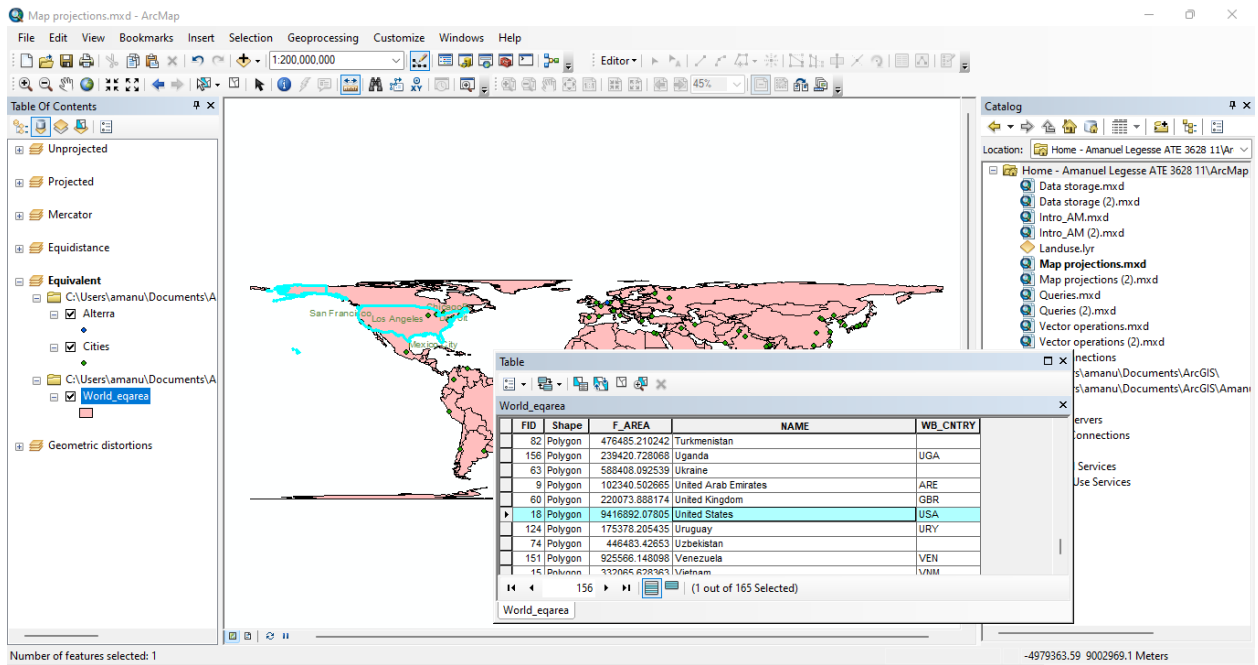 Map projections.mxd - ArcMap
File Edit View Bookmarks Insert Selection Geoprocessing Customize Windows Help
1:200,000,000
Editor
45%
Table Of Contents
Unprojected
Projected
Mercator
Equidistance
Equivalent
C:\Users\amanu\Documents\A
Alterra
Cities
C:\Users\amanu\Documents\A
World_eqarea
Geometric distortions
San Francisco
Los Angeles
Chicago
Detroit
Mexico City
Catalog
Location: Home - Amanuel Legesse ATE 3628 11\Ar
Home - Amanuel Legesse ATE 3628 11\ArcMap
Data storage.mxd
Data storage (2).mxd
Intro_AM.mxd
Intro_AM (2).mxd
Landuse.lyr
Map projections.mxd
Map projections (2).mxd
Queries.mxd
Queries (2).mxd
Vector operations.mxd
Vector operations (2).mxd
nnections
rs\amanu\Documents\ArcGIS\
rs\amanu\Documents\ArcGIS\Aman
ervers
Connections
Services
Use Services
Table
World_eqarea
FID Shape F_AREA NAME WB_CNTRY
82 Polygon 476485.210242 Turkmenistan
156 Polygon 239420.728068 Uganda UGA
63 Polygon 588408.092539 Ukraine
9 Polygon 102340.502665 United Arab Emirates ARE
60 Polygon 220073.888174 United Kingdom GBR
18 Polygon 9416892.07805 United States USA
124 Polygon 175378.205435 Uruguay URY
74 Polygon 446483.42653 Uzbekistan
151 Polygon 925566.148098 Venezuela VEN
15 Polygon 332065.628363 Vietnam VNM
156 (1 out of 165 Selected)
World_eqarea
Number of features selected: 1
-4979363.59 9002969.1 Meters